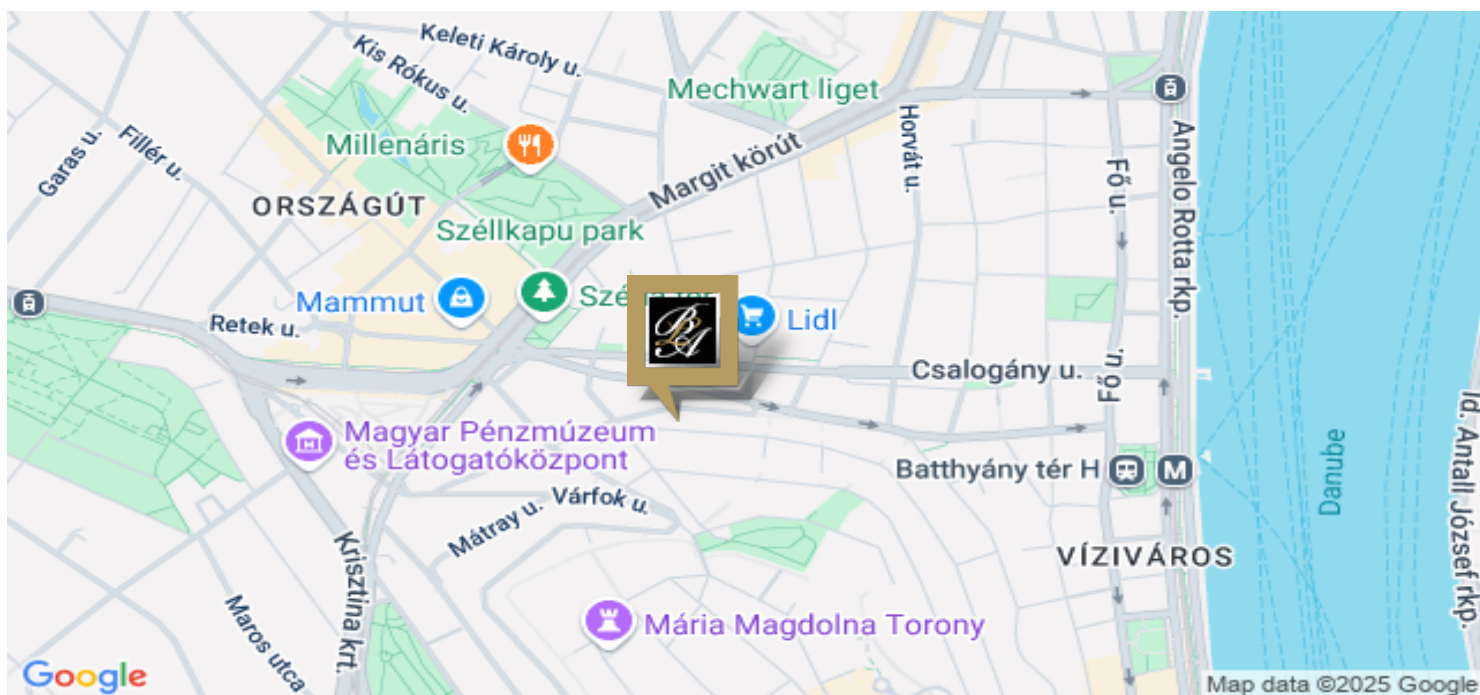 Keleti Károly u.
Kis Rókus u.
Mechwart liget
Garas u.
Fillér u.
Millenáris
Margit körút
Horvát u.
Fő u.
Angelo Rotta rkp.
ORSZÁGÚT
Széllkapu park
Mammut
Lidl
Retek u.
BA
Csalogány u.
Fő u.
Magyar Pénzmúzeum
és Látogatóközpont
Batthyány tér H
M
Danube
Id. Antall József rkp.
Várfok u.
Mátray u.
Krisztina krt.
VÍZIVÁROS
Maros utca
Mária Magdolna Torony
Google
Map data ©2025 Google